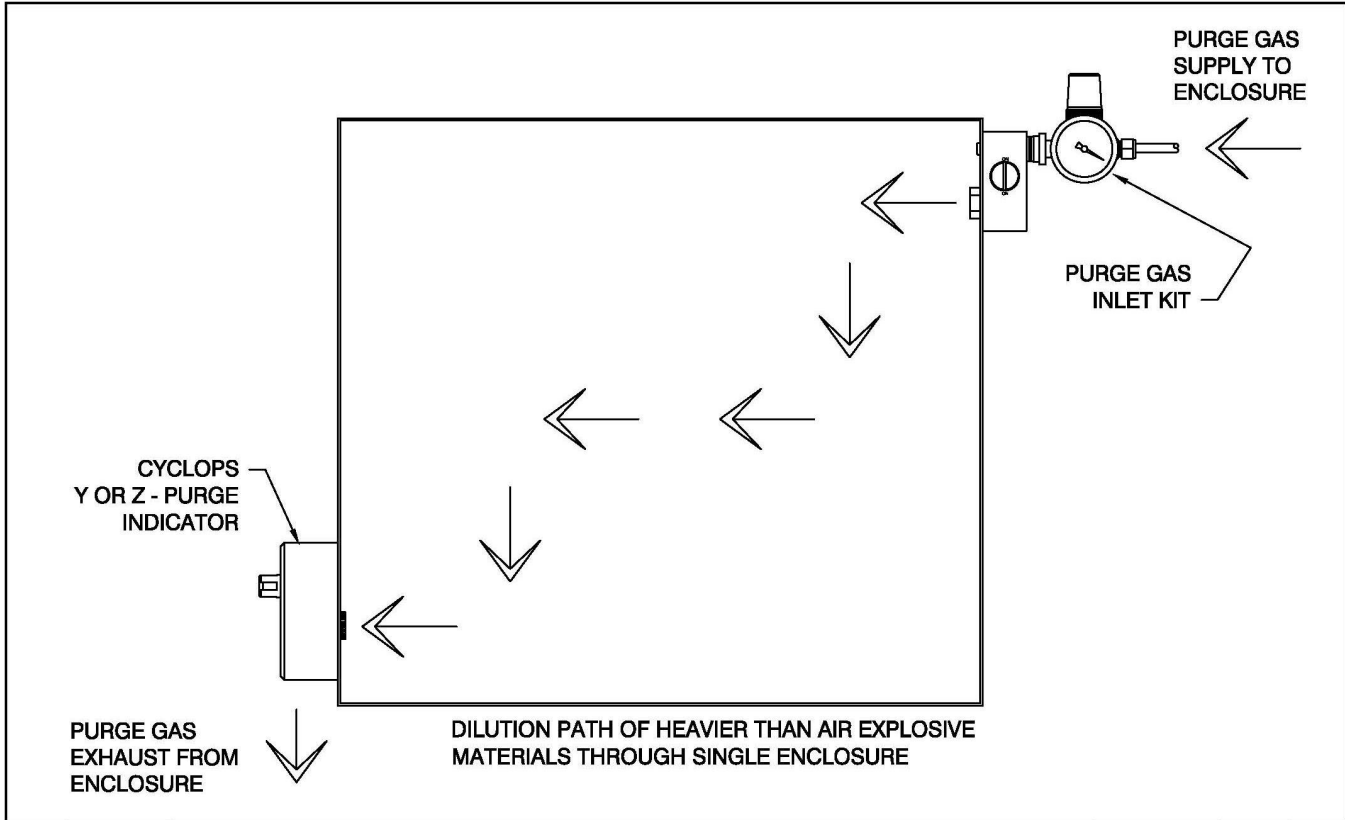 PURGE GAS
SUPPLY TO
ENCLOSURE
PURGE GAS
INLET KIT
CYCLOPS
Y OR Z - PURGE
INDICATOR
PURGE GAS
EXHAUST FROM
ENCLOSURE
DILUTION PATH OF HEAVIER THAN AIR EXPLOSIVE
MATERIALS THROUGH SINGLE ENCLOSURE